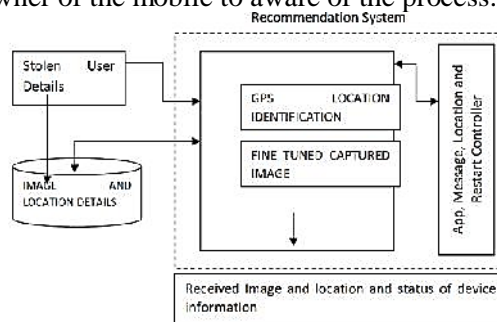 wner of the mobile to aware of the process.
Recommendation System
Stolen User
Details
GPS LOCATION
IDENTIFICATION
FINE TUNED CAPTURED
IMAGE
IMAGE AND
LOCATION DETAILS
App, Message, Location and
Restart Controller
Received Image and location and status of device
information